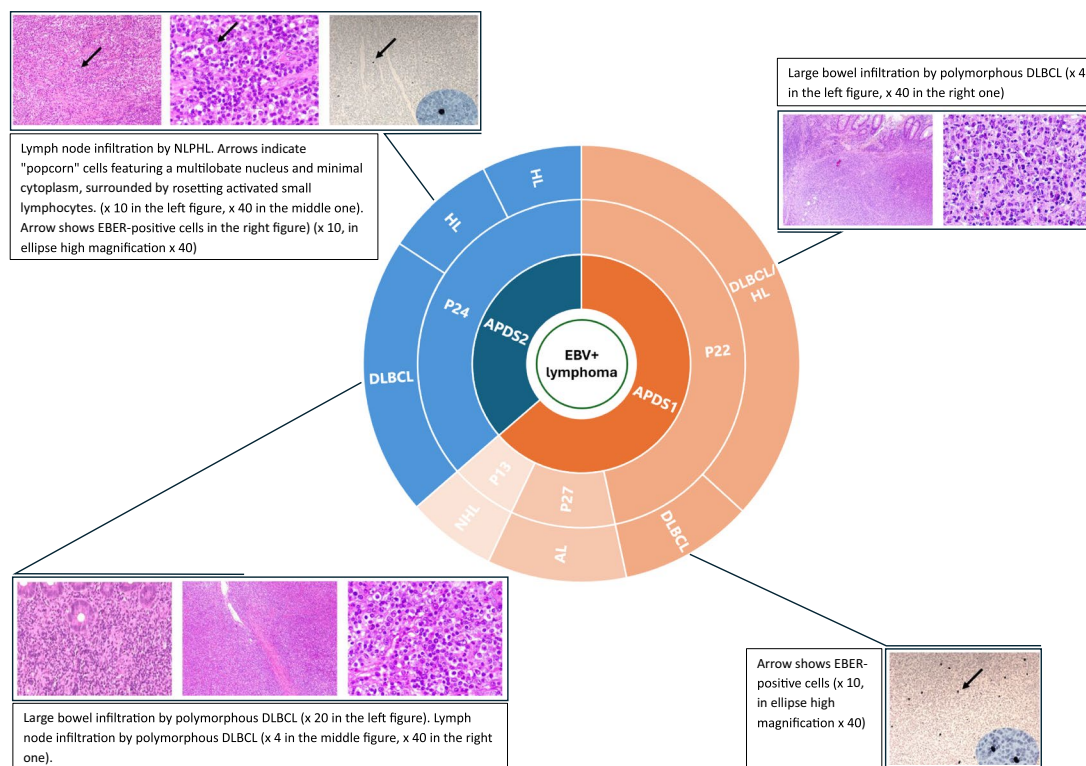 Lymph node infiltration by NLPHL. Arrows indicate
"popcorn" cells featuring a multilobate nucleus and minimal
cytoplasm, surrounded by rosetting activated small
lymphocytes. (x 10 in the left figure, x 40 in the middle one).
Arrow shows EBER-positive cells in the right figure) (x 10, in
ellipse high magnification x 40)
Large bowel infiltration by polymorphous DLBCL (x 4
in the left figure, x 40 in the right one)
HL
HL
DLBCL
P24
APDS2
EBV+
lymphoma
APDS1
P22
DLBCL/
HL
P13
NHL
P27
AL
DLBCL
Large bowel infiltration by polymorphous DLBCL (x 20 in the left figure). Lymph
node infiltration by polymorphous DLBCL (x 4 in the middle figure, x 40 in the right
one).
Arrow shows EBER-
positive cells (x 10,
in ellipse high
magnification x 40)